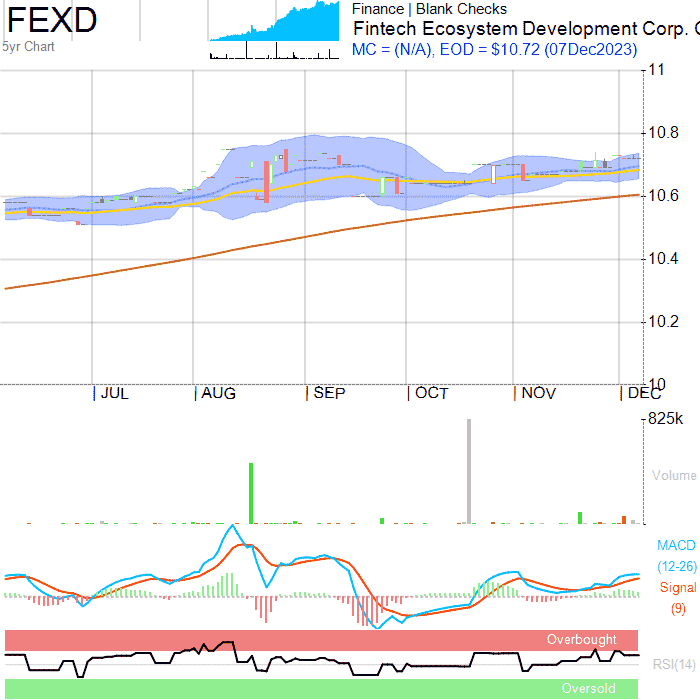 FEXD
5yr Chart
Finance | Blank Checks
Fintech Ecosystem Development Corp.
MC = (N/A), EOD = $10.72 (07Dec2023)
11
10.8
10.6
10.4
10.2
10
JUL AUG SEP OCT NOV DEC
825k
Volume
MACD
(12-26)
Signal
(9)
Overbought
RSI(14)
Oversold